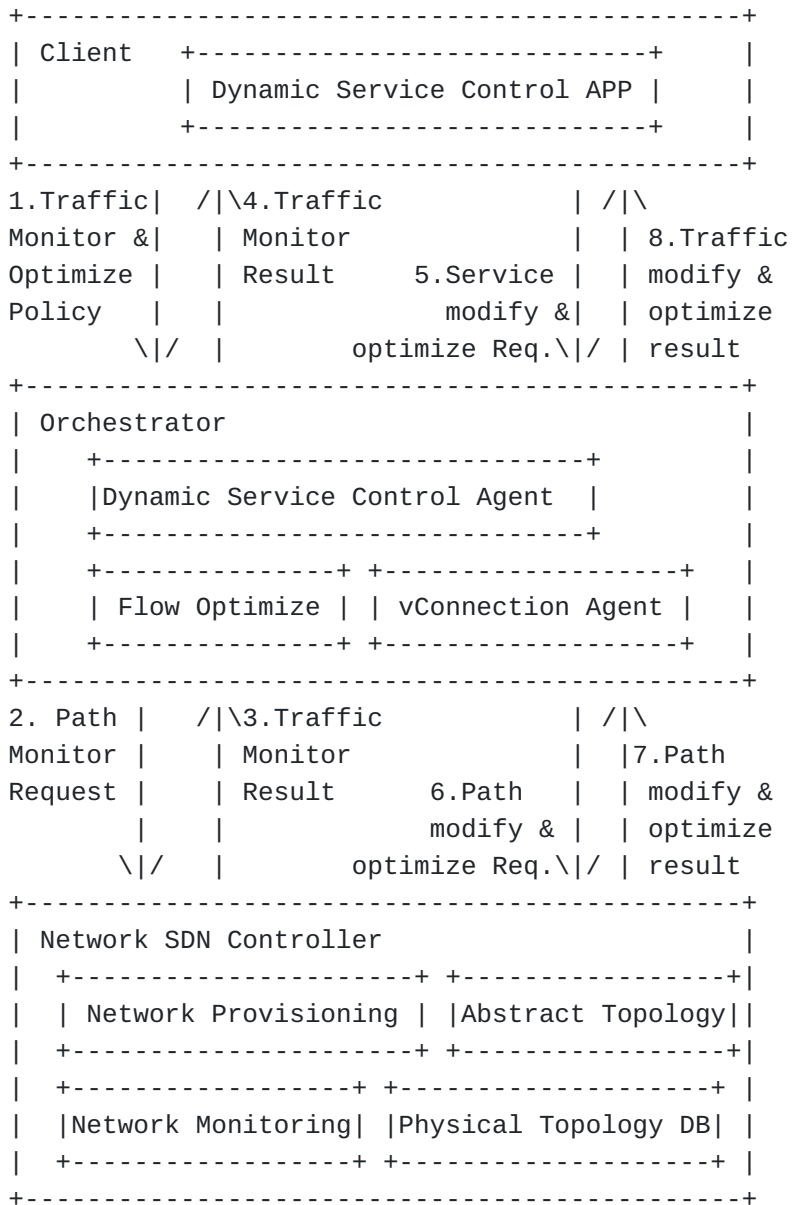 +----------------------------------------------+
| Client   +-----------------------------+     |
|          | Dynamic Service Control APP |     |
|          +-----------------------------+     |
+----------------------------------------------+
1.Traffic|  /|\4.Traffic            | /|\
Monitor &|   | Monitor              |  | 8.Traffic
Optimize |   | Result     5.Service |  | modify &
Policy   |   |              modify &|  | optimize
        \|/  |        optimize Req.\|/ | result
+----------------------------------------------+
| Orchestrator                                 |
|    +-------------------------------+         |
|    |Dynamic Service Control Agent  |         |
|    +-------------------------------+         |
|    +---------------+ +-------------------+   |
|    | Flow Optimize | | vConnection Agent |   |
|    +---------------+ +-------------------+   |
+----------------------------------------------+
2. Path |   /|\3.Traffic            | /|\
Monitor |    | Monitor              |  |7.Path
Request |    | Result      6.Path   |  | modify &
        |    |             modify & |  | optimize
       \|/   |        optimize Req.\|/ | result
+----------------------------------------------+
| Network SDN Controller                       |
|  +----------------------+ +-----------------+|
|  | Network Provisioning | |Abstract Topology||
|  +----------------------+ +-----------------+|
|  +------------------+ +--------------------+ |
|  |Network Monitoring| |Physical Topology DB| |
|  +------------------+ +--------------------+ |
+----------------------------------------------+